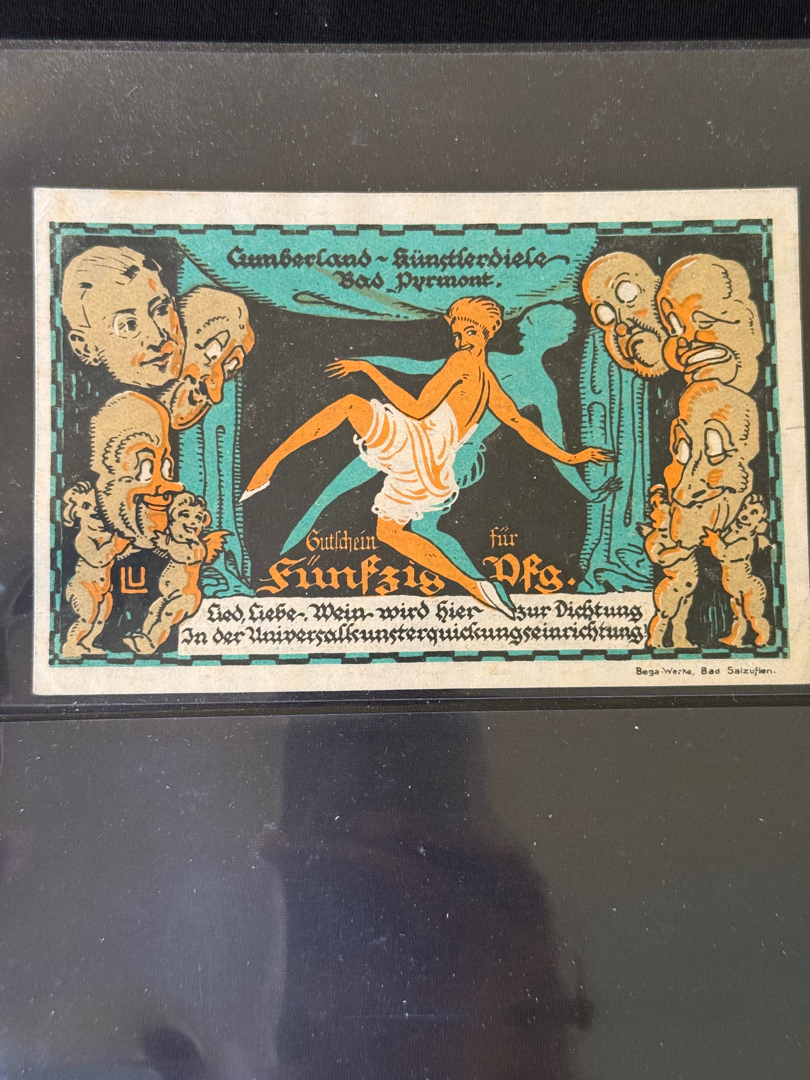 Cumberland-Künstlerdiele
Bad Pyrmont.
Gutschein für
Fünfzig Pfg.
LU
Lied, Liebe-, Wein- wird hier zur Dichtung
In der Universalkunsterquickungseinrichtung!
Bega-Werke, Bad Salzuflen.